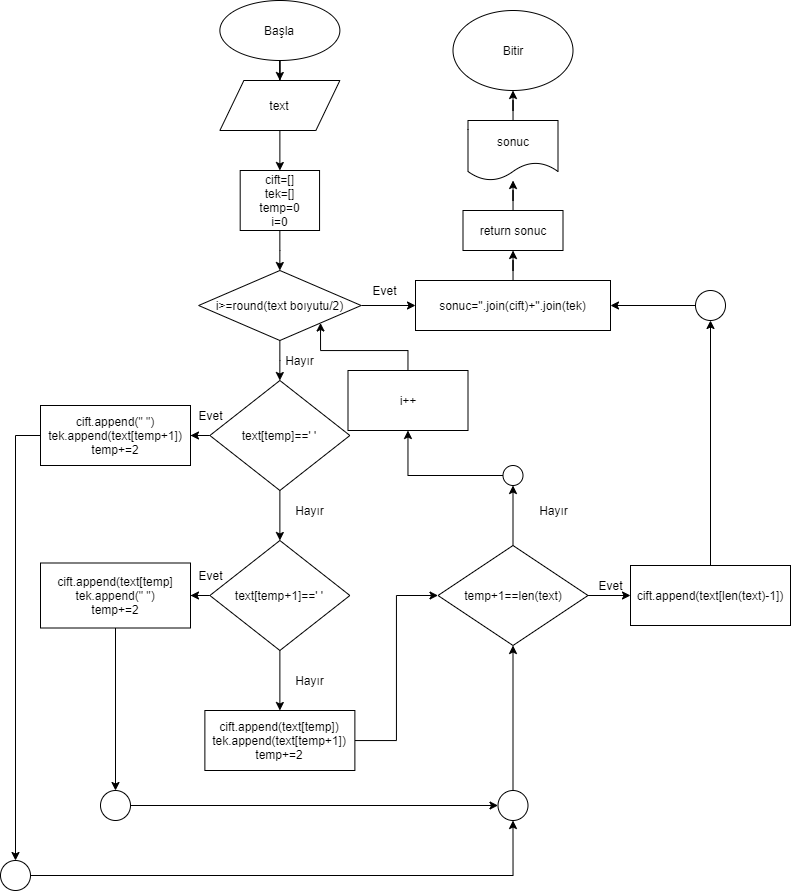 Başla
Bitir
text
sonuc
cift=[]
tek=[]
temp=0
i=0
return sonuc
i>=round(text boıyutu/2)
Evet
sonuc=''.join(cift)+''.join(tek)
Hayır
i++
text[temp]==' '
Evet
cift.append(" ")
tek.append(text[temp+1])
temp+=2
Hayır
Hayır
text[temp+1]==' '
Evet
cift.append(text[temp]
tek.append(" ")
temp+=2
temp+1==len(text)
Evet
cift.append(text[len(text)-1])
Hayır
cift.append(text[temp])
tek.append(text[temp+1])
temp+=2